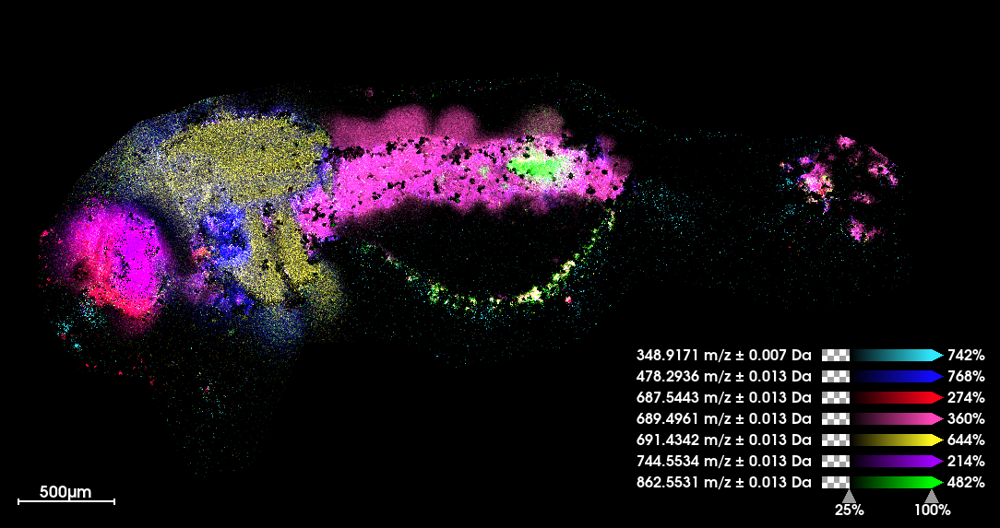 348.9171 m/z ± 0.007 Da 742%
478.2936 m/z ± 0.013 Da 768%
687.5443 m/z ± 0.013 Da 274%
689.4961 m/z ± 0.013 Da 360%
691.4342 m/z ± 0.013 Da 644%
744.5534 m/z ± 0.013 Da 214%
862.5531 m/z ± 0.013 Da 482%
500µm
25% 100%